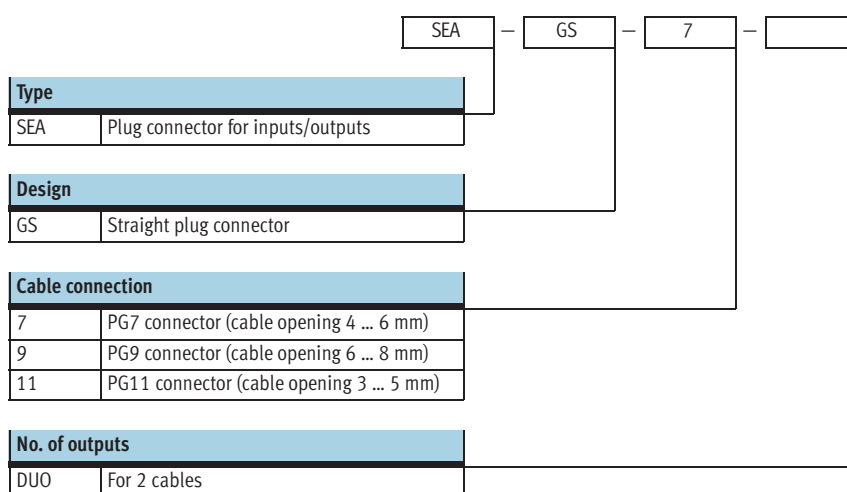 SEA – GS – 7 –
Type
SEA Plug connector for inputs/outputs
Design
GS Straight plug connector
Cable connection
7 PG7 connector (cable opening 4 … 6 mm)
9 PG9 connector (cable opening 6 … 8 mm)
11 PG11 connector (cable opening 3 … 5 mm)
No. of outputs
DUO For 2 cables